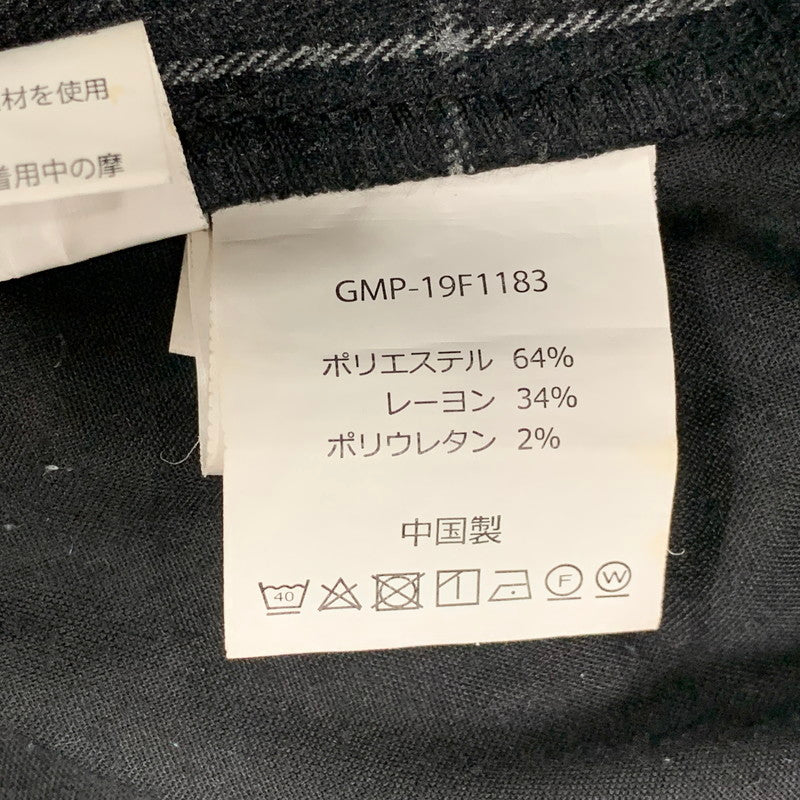 材を使用
着用中の摩
GMP-19F1183
ポリエステル 64%
レーヨン 34%
ポリウレタン 2%
中国製
40 F W